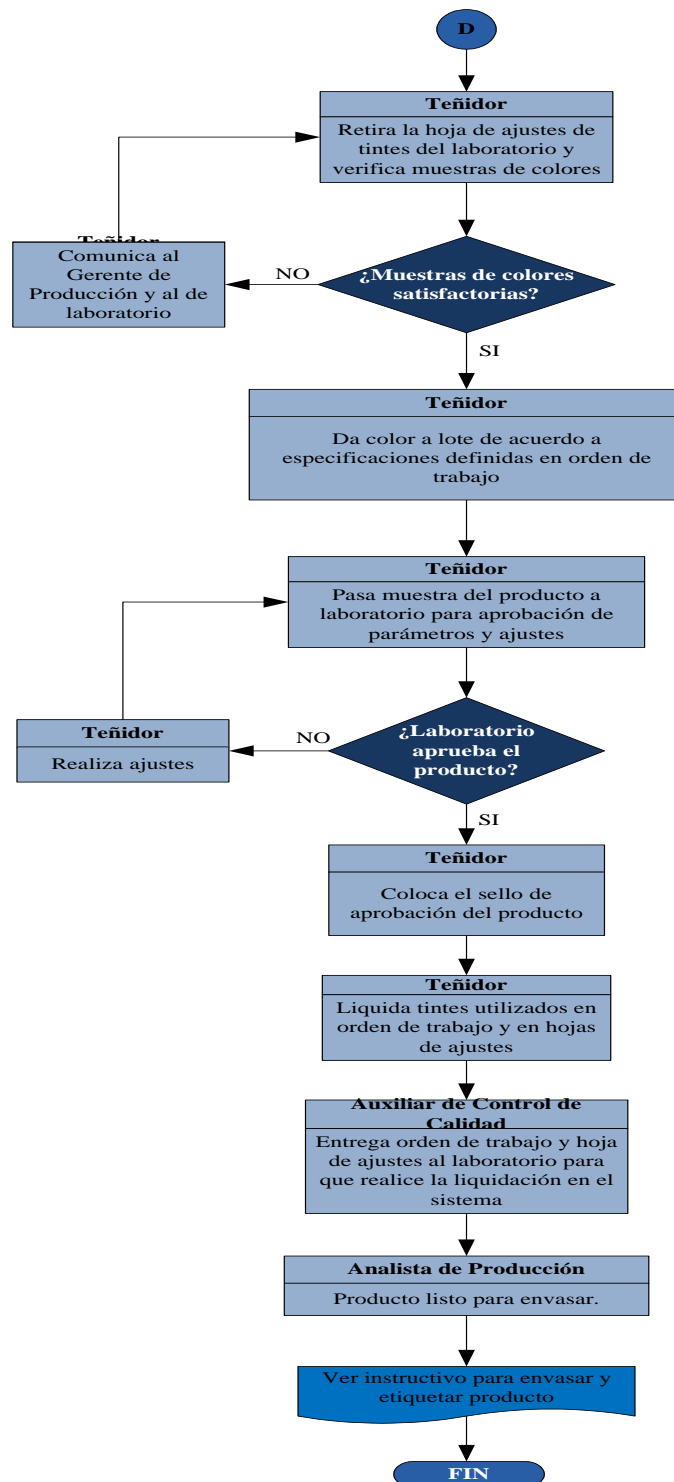 D
Teñidor
Retira la hoja de ajustes de
tintes del laboratorio y
verifica muestras de colores
Teñidor
Comunica al
Gerente de
Producción y al de
laboratorio
NO
¿Muestras de colores
satisfactorias?
SI
Teñidor
Da color a lote de acuerdo a
especificaciones definidas en orden de
trabajo
Teñidor
Pasa muestra del producto a
laboratorio para aprobación de
parámetros y ajustes
Teñidor
Realiza ajustes
NO
¿Laboratorio
aprueba el
producto?
SI
Teñidor
Coloca el sello de
aprobación del producto
Teñidor
Liquida tintes utilizados en
orden de trabajo y en hojas
de ajustes
Auxiliar de Control de
Calidad
Entrega orden de trabajo y hoja
de ajustes al laboratorio para
que realice la liquidación en el
sistema
Analista de Producción
Producto listo para envasar.
Ver instructivo para envasar y
etiquetar producto
FIN